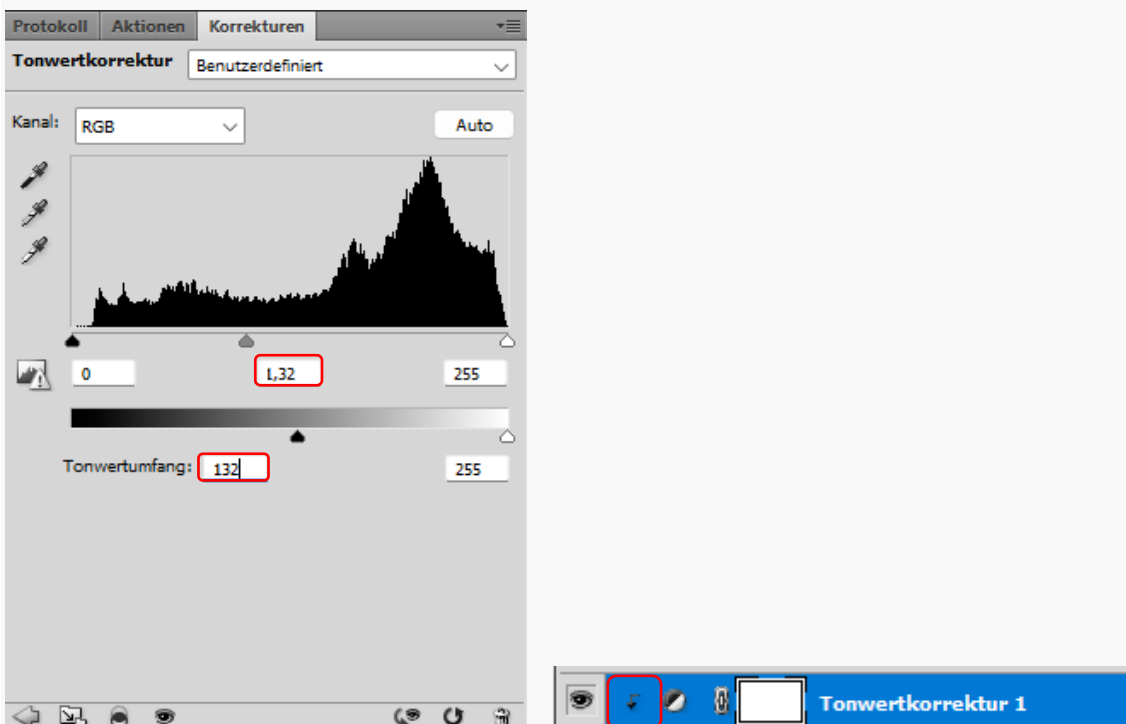 Protokoll Aktionen Korrekturen
Tonwertkorrektur Benutzerdefiniert
Kanal: RGB Auto
0 1,32 255
Tonwertumfang: 132 255
Tonwertkorrektur 1